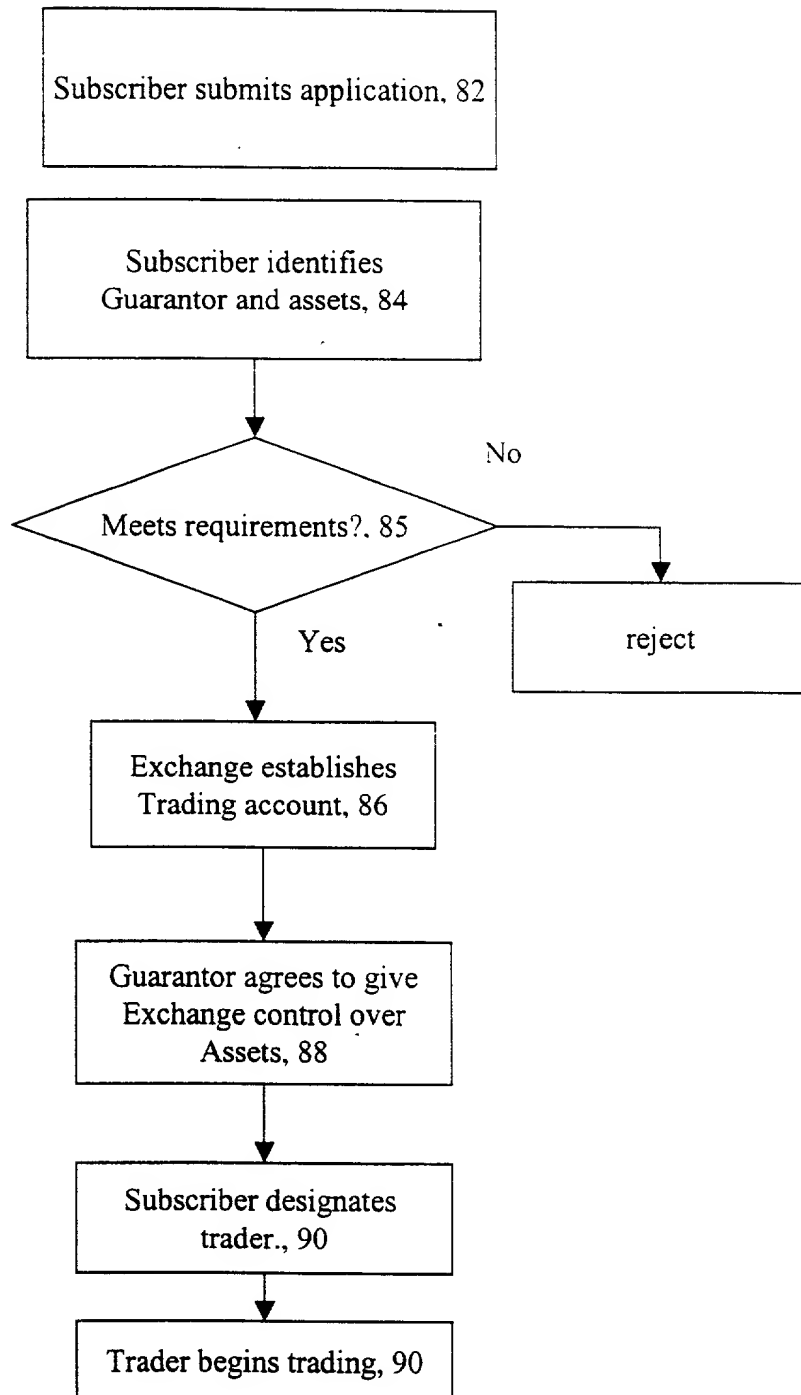 Subscriber submits application, 82
Subscriber identifies
Guarantor and assets, 84
No
Meets requirements?, 85
Yes
reject
Exchange establishes
Trading account, 86
Guarantor agrees to give
Exchange control over
Assets, 88
Subscriber designates
trader., 90
Trader begins trading, 90